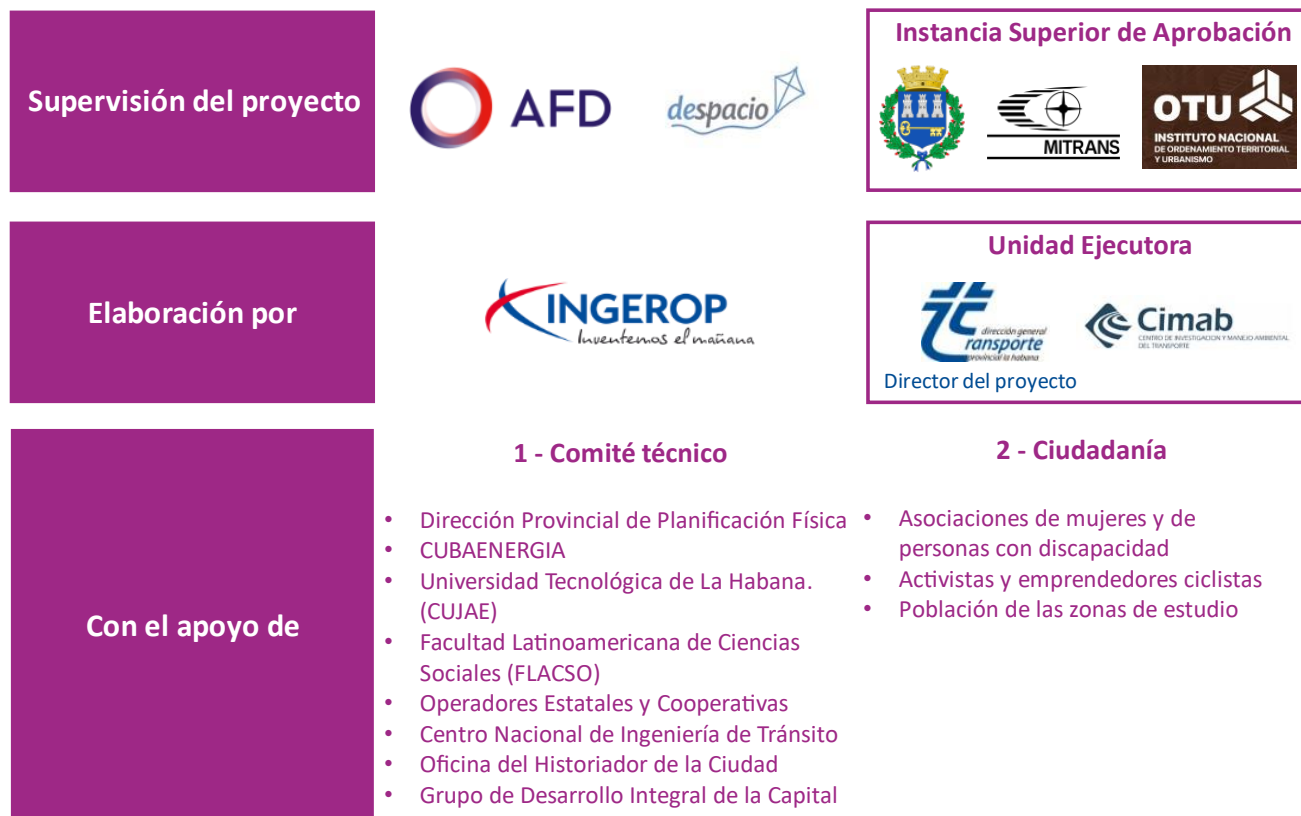 Supervisión del proyecto
AFD
despacio
Instancia Superior de Aprobación
MITRANS
OTU
INSTITUTO NACIONAL
DE ORDENAMIENTO TERRITORIAL
Y URBANISMO
Elaboración por
INGEROP
Inventemos el mañana
Unidad Ejecutora
dirección general
transporte
provincial la habana
Director del proyecto
Cimab
CENTRO DE INVESTIGACION Y MANEJO AMBIENTAL
DEL TRANSPORTE
Con el apoyo de
1 - Comité técnico
• Dirección Provincial de Planificación Física
• CUBAENERGIA
• Universidad Tecnológica de La Habana.
(CUJAE)
• Facultad Latinoamericana de Ciencias
Sociales (FLACSO)
• Operadores Estatales y Cooperativas
• Centro Nacional de Ingeniería de Tránsito
• Oficina del Historiador de la Ciudad
• Grupo de Desarrollo Integral de la Capital
2 - Ciudadanía
• Asociaciones de mujeres y de
personas con discapacidad
• Activistas y emprendedores ciclistas
• Población de las zonas de estudio